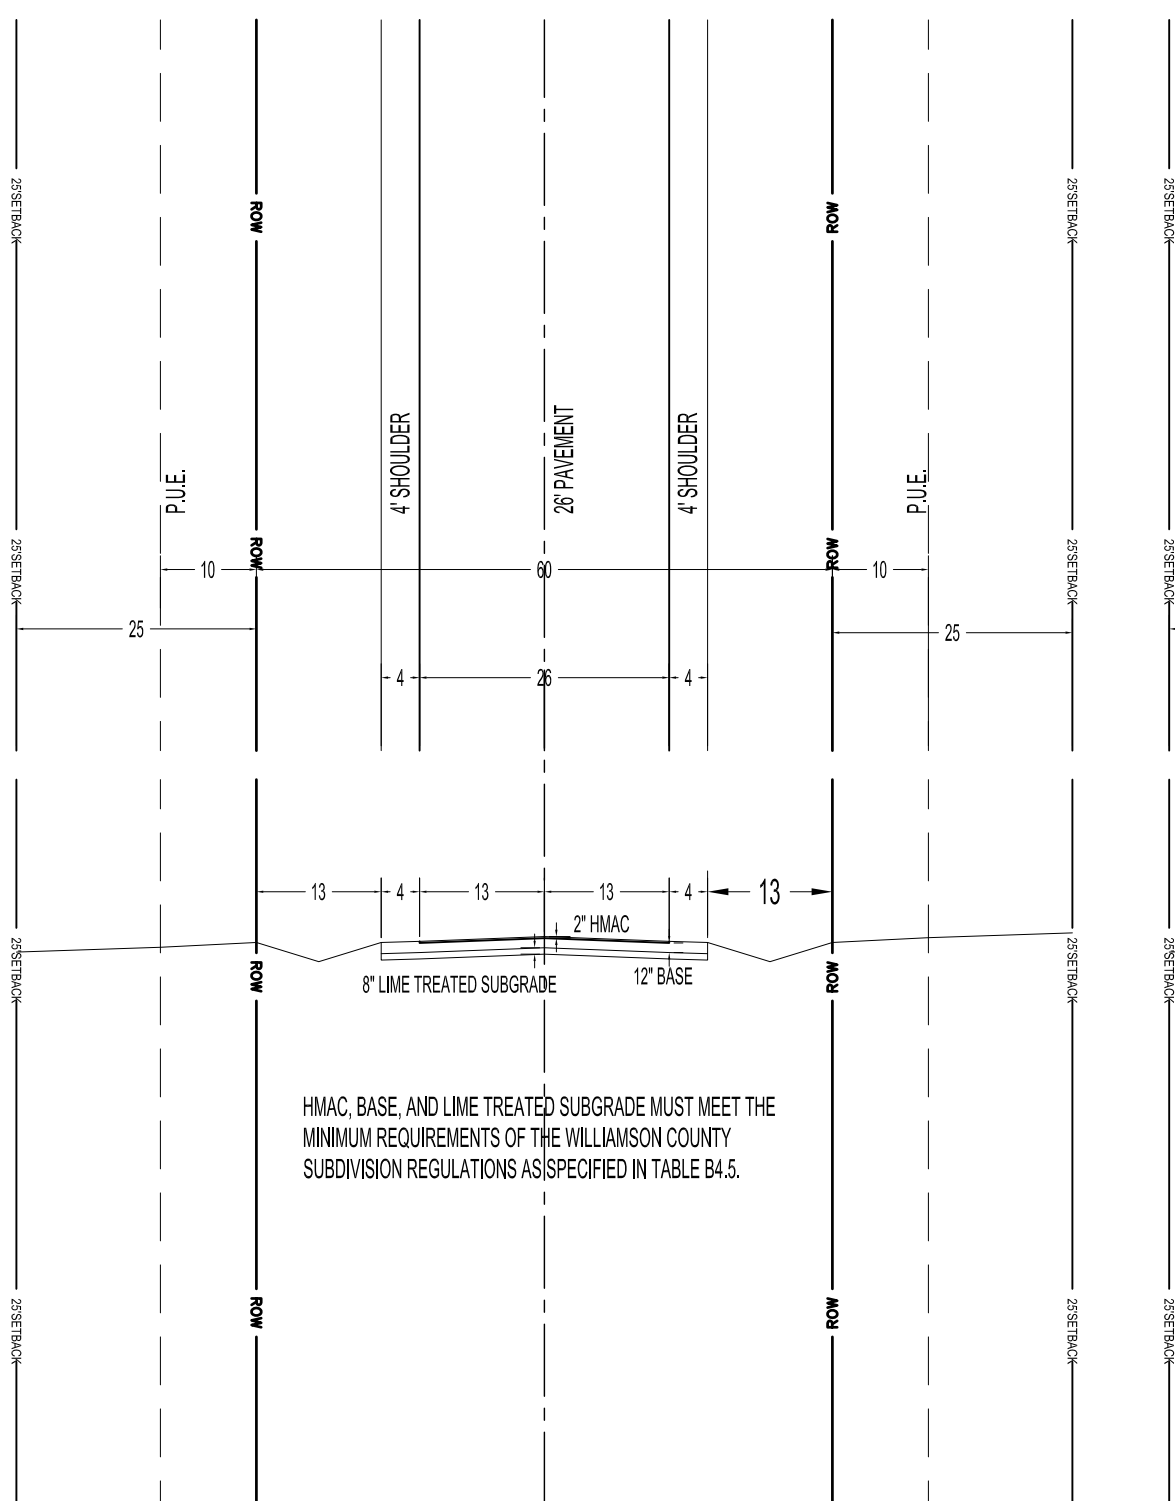 25'SETBACK
ROW
ROW
25'SETBACK
25'SETBACK
4' SHOULDER
26' PAVEMENT
4' SHOULDER
P.U.E.
P.U.E.
25'SETBACK
ROW
ROW
25'SETBACK
25'SETBACK
10
60
10
25
25
4
26
4
13
4
13
13
4
13
2" HMAC
8" LIME TREATED SUBGRADE
12" BASE
25'SETBACK
ROW
ROW
25'SETBACK
25'SETBACK
HMAC, BASE, AND LIME TREATED SUBGRADE MUST MEET THE
MINIMUM REQUIREMENTS OF THE WILLIAMSON COUNTY
SUBDIVISION REGULATIONS AS SPECIFIED IN TABLE B4.5.
25'SETBACK
ROW
ROW
25'SETBACK
25'SETBACK